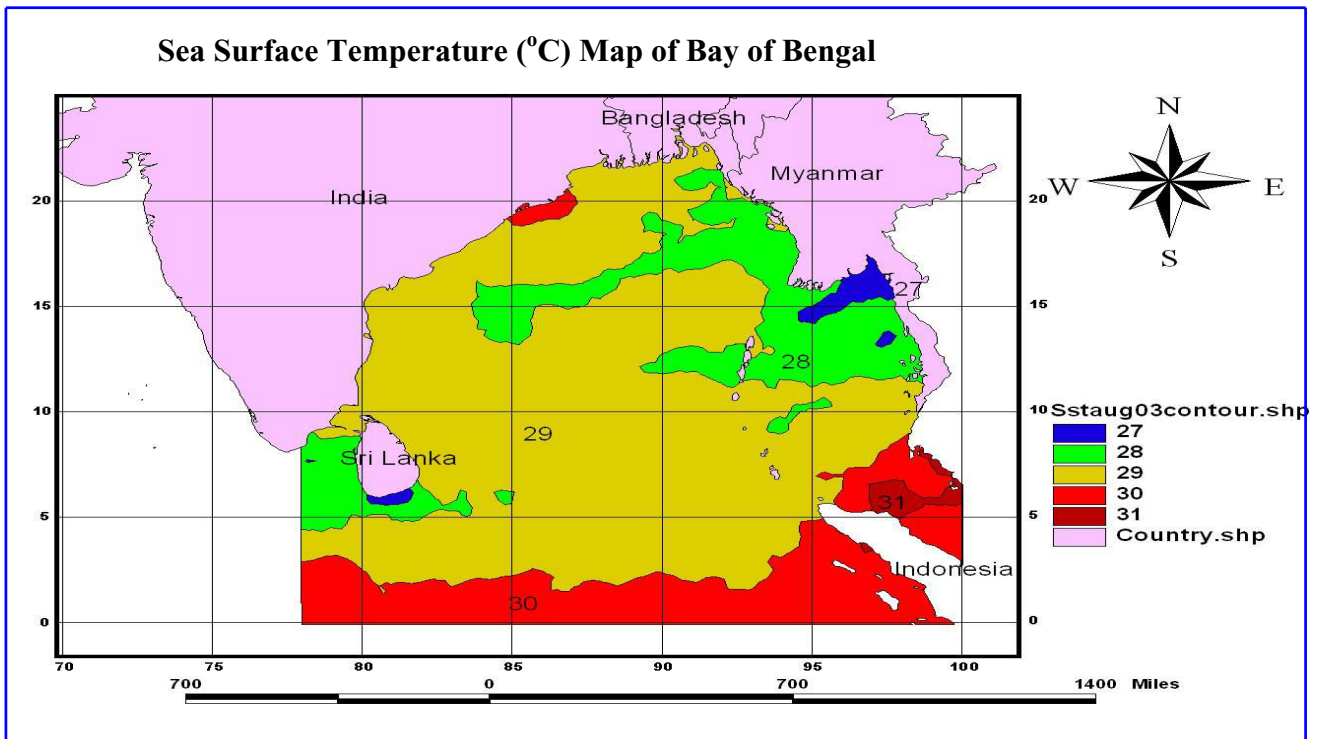 Sea Surface Temperature (°C) Map of Bay of Bengal
N
W E
S
Bangladesh
Myanmar
India
20 20
27
15 15
28
10 10
29
Sri Lanka
31
5 5
Indonesia
30
0 0
70 75 80 85 90 95 100
700 0 700 1400 Miles
Sstaug03contour.shp
27
28
29
30
31
Country.shp